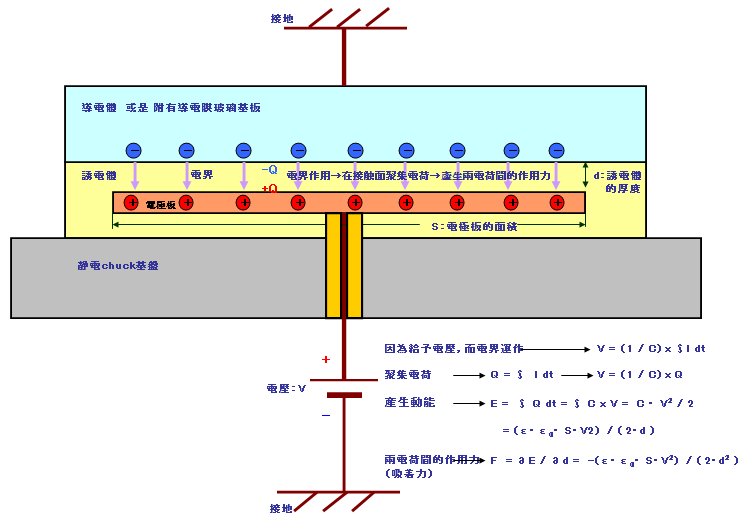 接地
導電體 或是 附有導電膜玻璃基板
− − − − − − − − −
誘電體 電界 −Q 電界作用→在接触面聚集電荷→產生兩電荷間的作用力 d:誘電體
+Q の厚度
電極板 + + + + + + + + +
S:電極板的面積
静電chuck基盤
因為給予電壓,而電界運作 → V = (1 / C) x ∫I dt
+
聚集電荷 → Q = ∫ I dt → V = (1 / C) x Q
電壓:V
產生動能 → E = ∫ Q dt = ∫ C x V = C・V² / 2
−
= (ε・ε₀・S・V2) / (2・d)
兩電荷間的作用力 → F = ∂E / ∂d = -(ε・ε₀・S・V²) / (2・d²)
(吸着力)
接地